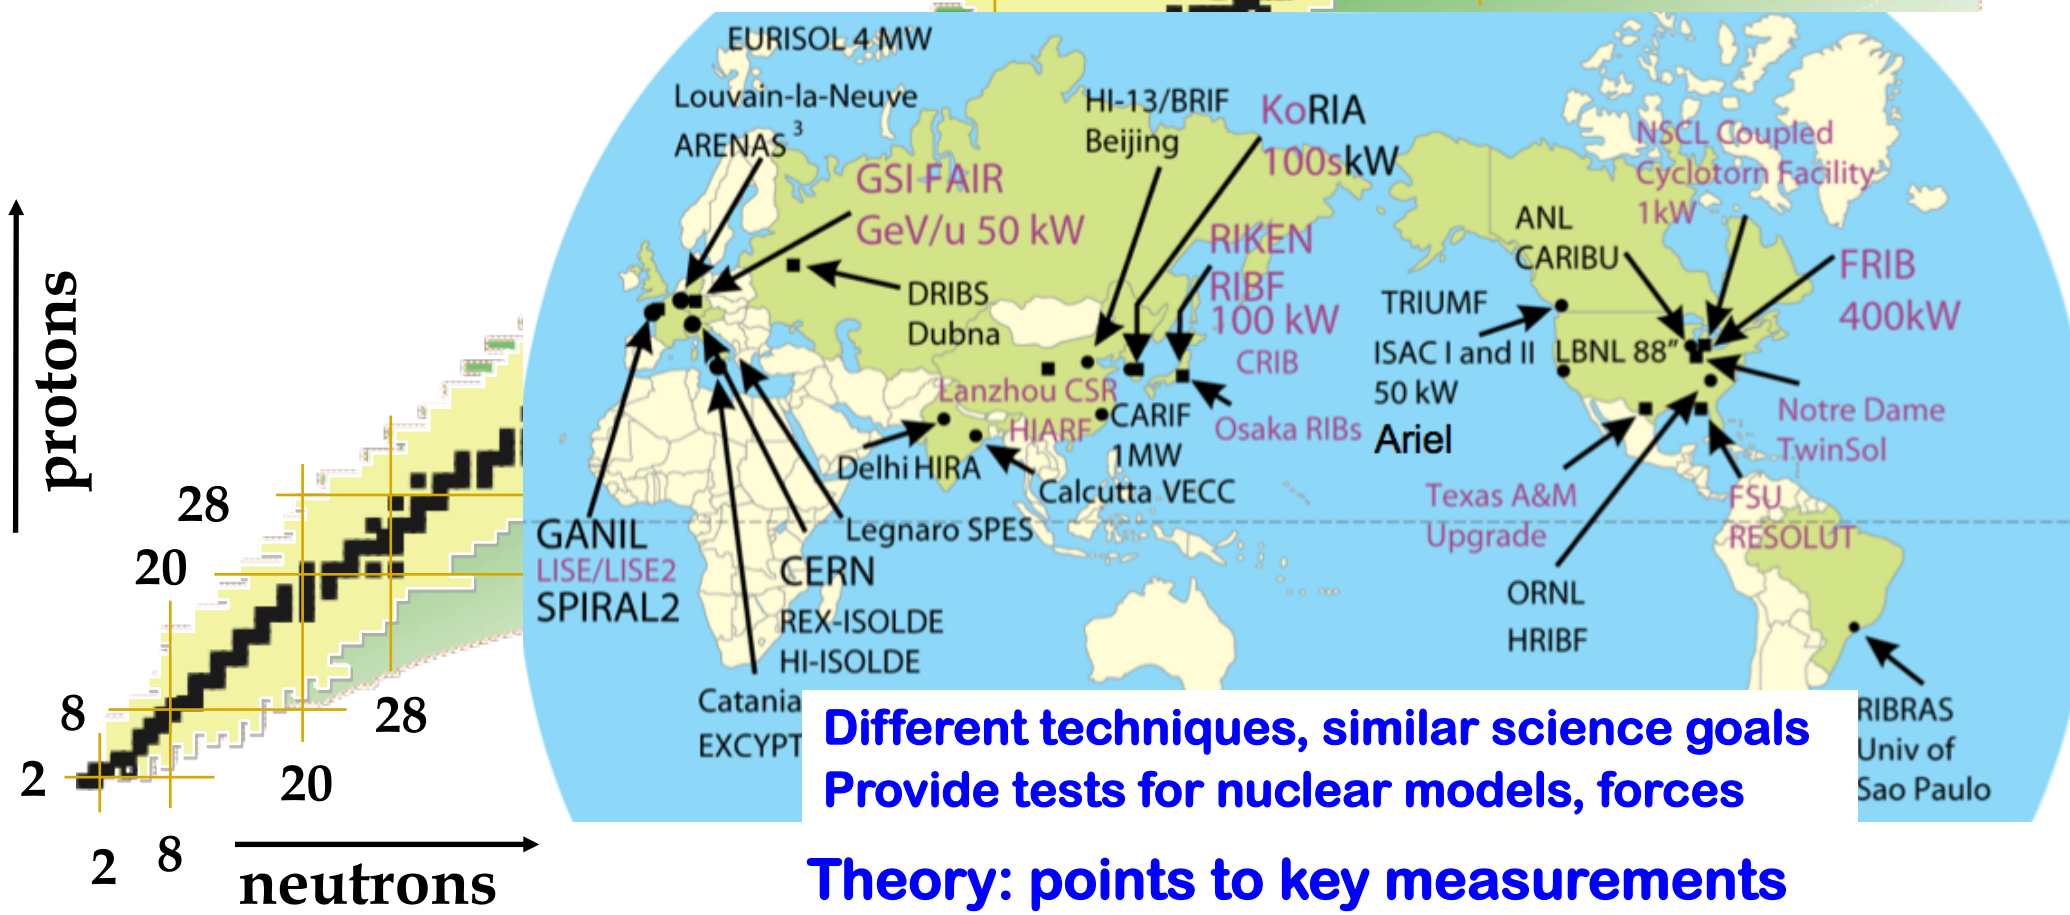 EURISOL 4 MW
Louvain-la-Neuve
ARENAS 3
GSI FAIR
GeV/u 50 kW
DRIBS
Dubna
HI-13/BRIF
Beijing
KoRIA
100skW
RIKEN
RIBF
100 kW
CRIB
Osaka RIBs
Lanzhou CSR
HIARF
CARIF
1MW
Delhi HIRA
Calcutta VECC
Legnaro SPES
GANIL
LISE/LISE2
SPIRAL2
CERN
REX-ISOLDE
HI-ISOLDE
Catania
EXCYPT
NSCL Coupled
Cyclotorn Facility
1kW
ANL
CARIBU
FRIB
400kW
TRIUMF
ISAC I and II
50 kW
Ariel
LBNL 88”
Notre Dame
TwinSol
Texas A&M
Upgrade
FSU
RESOLUT
ORNL
HRIBF
RIBRAS
Univ of
Sao Paulo
protons
28
20
8
2
28
20
8
2
neutrons
Different techniques, similar science goals
Provide tests for nuclear models, forces
Theory: points to key measurements